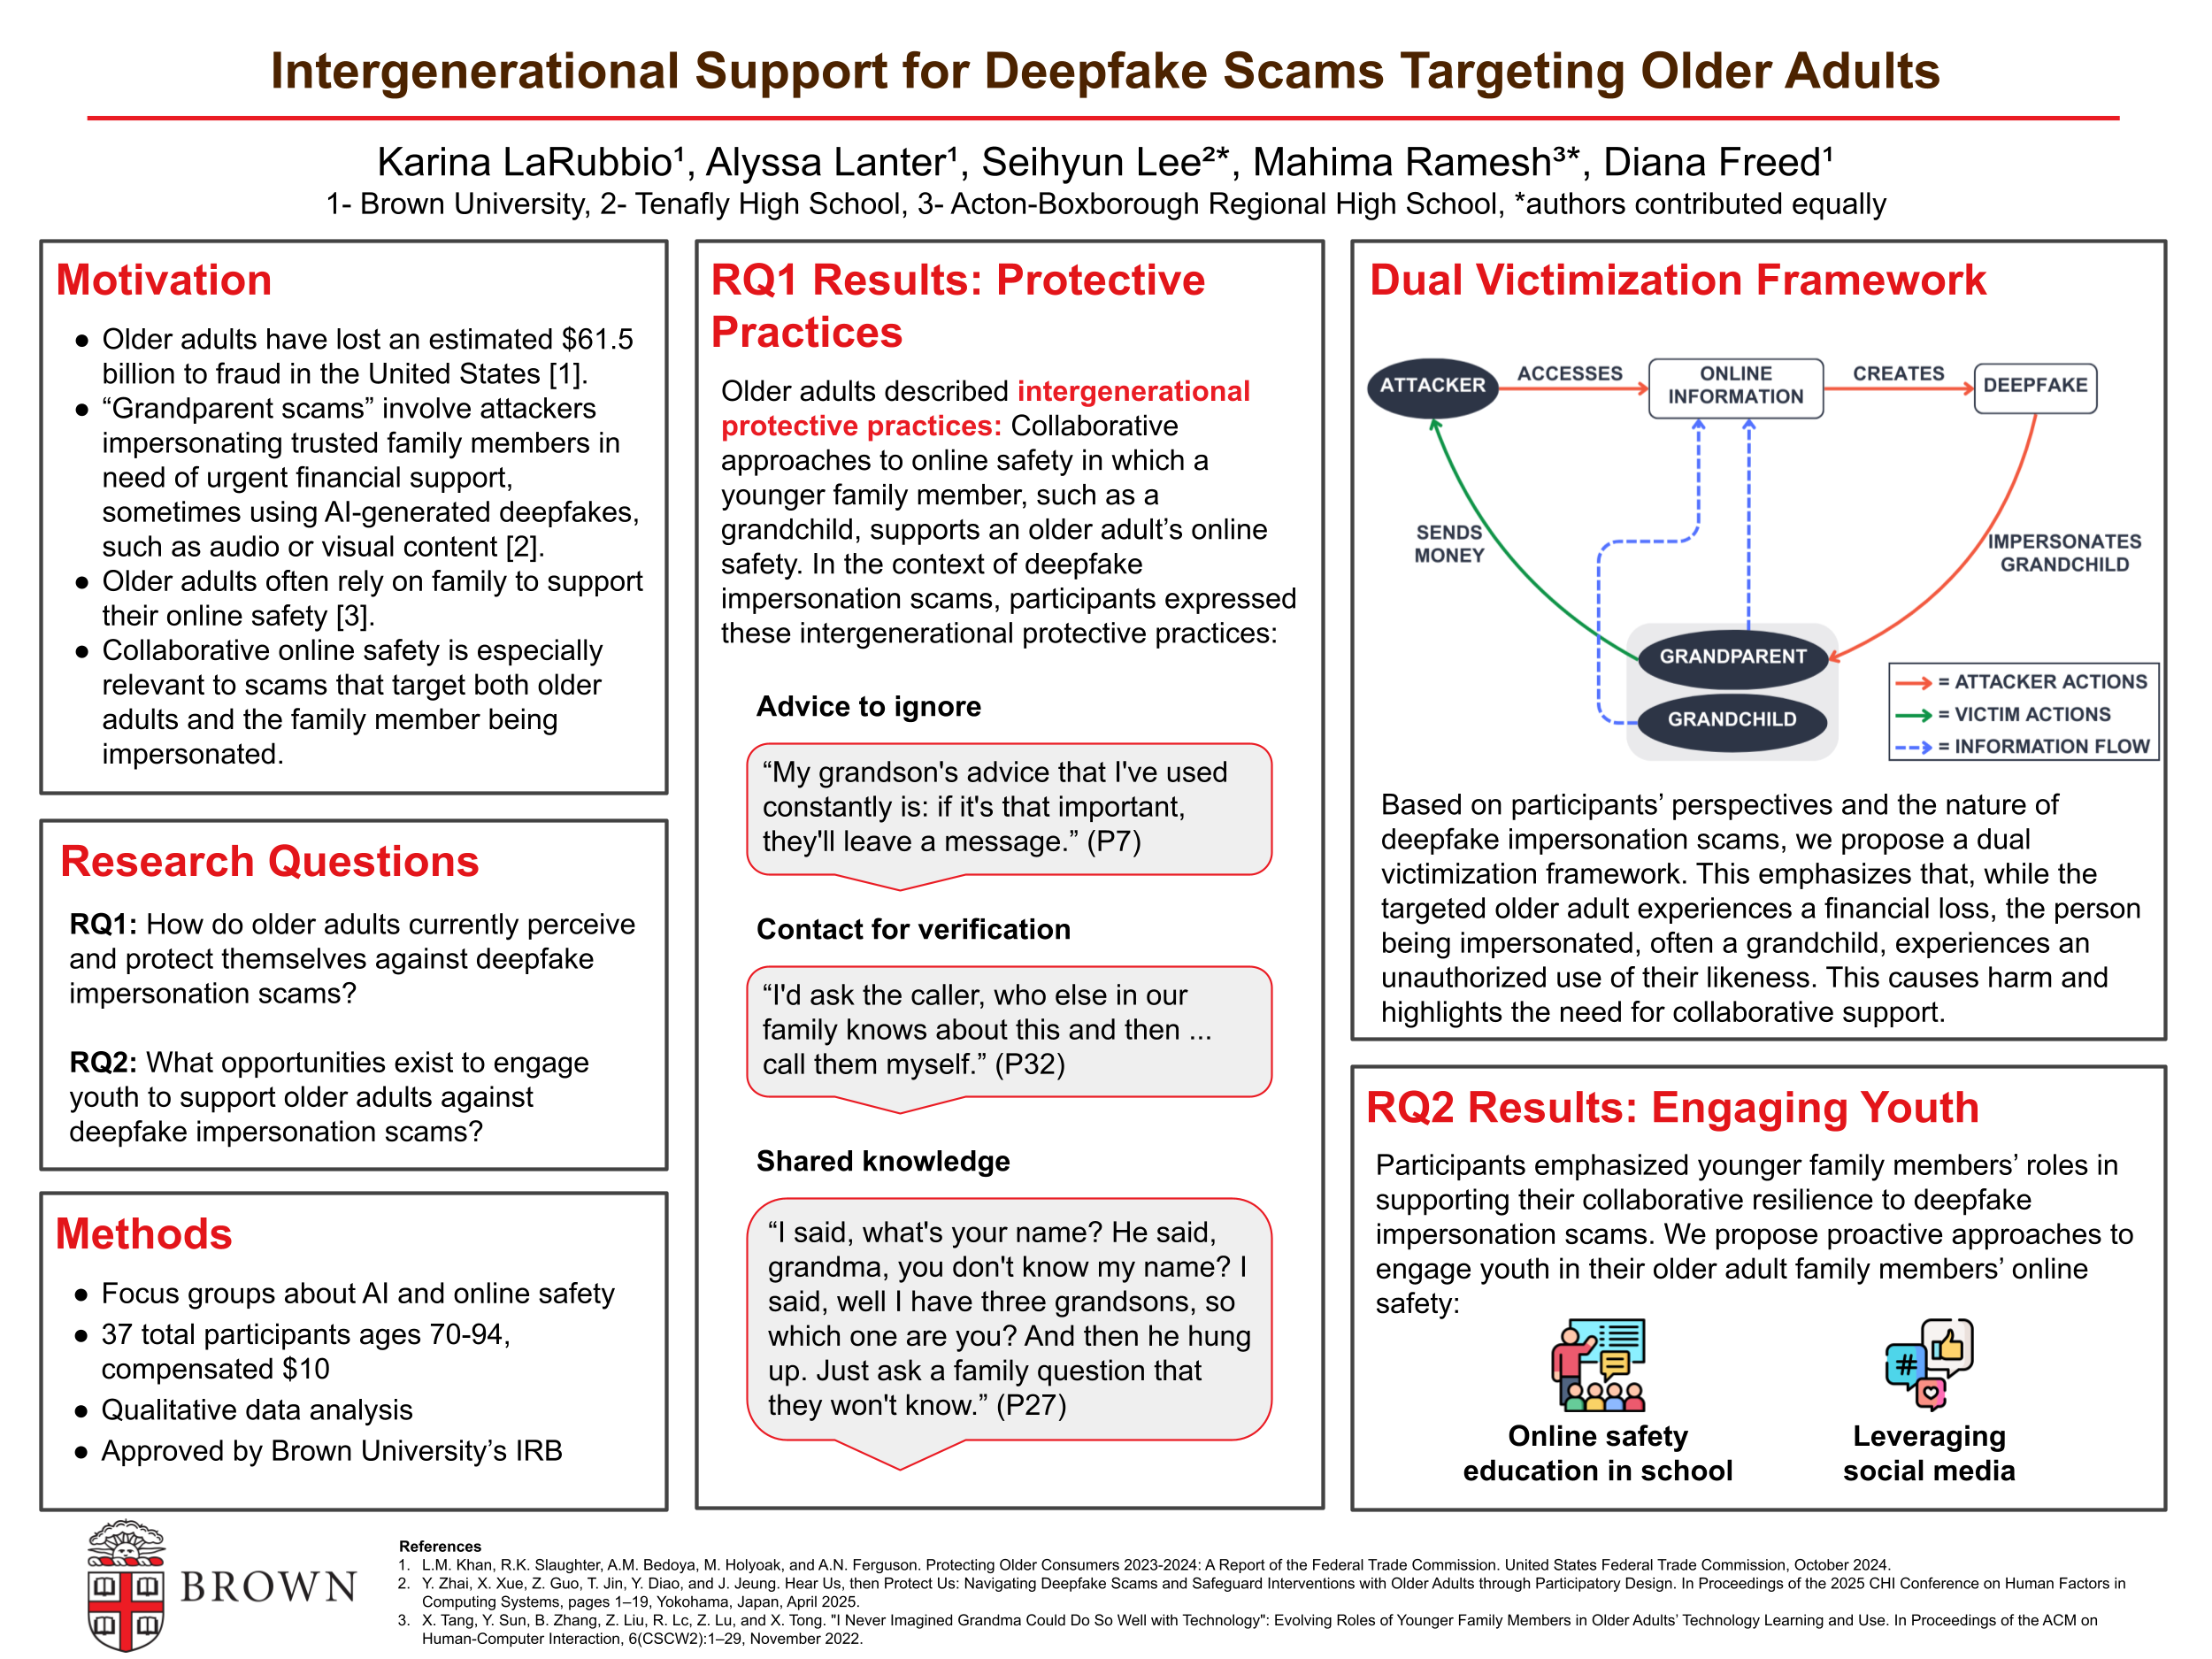 Intergenerational Support for Deepfake Scams Targeting Older Adults
Karina LaRubbio¹, Alyssa Lanter¹, Seihyun Lee²*, Mahima Ramesh³*, Diana Freed¹
1- Brown University, 2- Tenafly High School, 3- Acton-Boxborough Regional High School, *authors contributed equally
Motivation
● Older adults have lost an estimated $61.5
billion to fraud in the United States [1].
● “Grandparent scams” involve attackers
impersonating trusted family members in
need of urgent financial support,
sometimes using AI-generated deepfakes,
such as audio or visual content [2].
● Older adults often rely on family to support
their online safety [3].
● Collaborative online safety is especially
relevant to scams that target both older
adults and the family member being
impersonated.
Research Questions
RQ1: How do older adults currently perceive
and protect themselves against deepfake
impersonation scams?
RQ2: What opportunities exist to engage
youth to support older adults against
deepfake impersonation scams?
Methods
● Focus groups about AI and online safety
● 37 total participants ages 70-94,
compensated $10
● Qualitative data analysis
● Approved by Brown University’s IRB
RQ1 Results: Protective
Practices
Older adults described intergenerational
protective practices: Collaborative
approaches to online safety in which a
younger family member, such as a
grandchild, supports an older adult’s online
safety. In the context of deepfake
impersonation scams, participants expressed
these intergenerational protective practices:
Advice to ignore
“My grandson's advice that I've used
constantly is: if it's that important,
they'll leave a message.” (P7)
Contact for verification
“I'd ask the caller, who else in our
family knows about this and then ...
call them myself.” (P32)
Shared knowledge
“I said, what's your name? He said,
grandma, you don't know my name? I
said, well I have three grandsons, so
which one are you? And then he hung
up. Just ask a family question that
they won't know.” (P27)
Dual Victimization Framework
ATTACKER
ACCESSES
ONLINE
INFORMATION
CREATES
DEEPFAKE
SENDS
MONEY
IMPERSONATES
GRANDCHILD
GRANDPARENT
GRANDCHILD
= ATTACKER ACTIONS
= VICTIM ACTIONS
= INFORMATION FLOW
Based on participants’ perspectives and the nature of
deepfake impersonation scams, we propose a dual
victimization framework. This emphasizes that, while the
targeted older adult experiences a financial loss, the person
being impersonated, often a grandchild, experiences an
unauthorized use of their likeness. This causes harm and
highlights the need for collaborative support.
RQ2 Results: Engaging Youth
Participants emphasized younger family members’ roles in
supporting their collaborative resilience to deepfake
impersonation scams. We propose proactive approaches to
engage youth in their older adult family members’ online
safety:
#
Online safety
education in school
Leveraging
social media
BROWN
References
1. L.M. Khan, R.K. Slaughter, A.M. Bedoya, M. Holyoak, and A.N. Ferguson. Protecting Older Consumers 2023-2024: A Report of the Federal Trade Commission. United States Federal Trade Commission, October 2024.
2. Y. Zhai, X. Xue, Z. Guo, T. Jin, Y. Diao, and J. Jeung. Hear Us, then Protect Us: Navigating Deepfake Scams and Safeguard Interventions with Older Adults through Participatory Design. In Proceedings of the 2025 CHI Conference on Human Factors in
Computing Systems, pages 1–19, Yokohama, Japan, April 2025.
3. X. Tang, Y. Sun, B. Zhang, Z. Liu, R. Lc, Z. Lu, and X. Tong. "I Never Imagined Grandma Could Do So Well with Technology": Evolving Roles of Younger Family Members in Older Adults’ Technology Learning and Use. In Proceedings of the ACM on
Human-Computer Interaction, 6(CSCW2):1–29, November 2022.